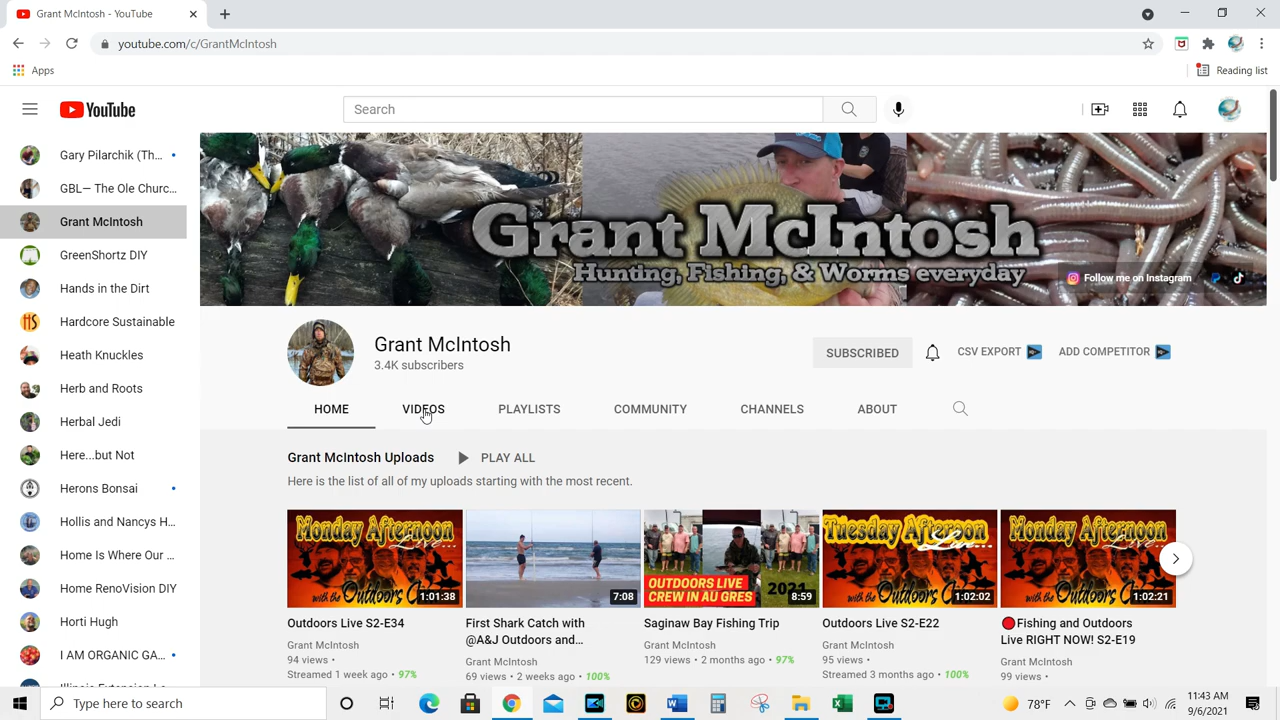 Grant McIntosh - YouTube
youtube.com/c/GrantMcIntosh
Apps
Reading list
YouTube
Search
Gary Pilarchik (Th...
GBL— The Ole Churc...
Grant McIntosh
GreenShortz DIY
Hands in the Dirt
Hardcore Sustainable
Heath Knuckles
Herb and Roots
Herbal Jedi
Here...but Not
Herons Bonsai
Hollis and Nancys H...
Home Is Where Our ...
Home RenoVision DIY
Horti Hugh
I AM ORGANIC GA...
Grant McIntosh
Hunting, Fishing, & Worms everyday
Follow me on Instagram
Grant McIntosh
3.4K subscribers
SUBSCRIBED
CSV EXPORT
ADD COMPETITOR
HOME VIDEOS PLAYLISTS COMMUNITY CHANNELS ABOUT
Grant McIntosh Uploads
PLAY ALL
Here is the list of all of my uploads starting with the most recent.
Monday Afternoon
Live...
with the Outdoors
1:01:38
Outdoors Live S2-E34
Grant McIntosh
94 views •
Streamed 1 week ago • 97%
7:08
First Shark Catch with
@A&J Outdoors and...
Grant McIntosh
69 views • 2 weeks ago • 100%
OUTDOORS LIVE
CREW IN AU GRES
2021
8:59
Saginaw Bay Fishing Trip
Grant McIntosh
129 views • 2 months ago • 97%
Tuesday Afternoon
Live...
with the Outdoors
1:02:02
Outdoors Live S2-E22
Grant McIntosh
95 views •
Streamed 3 months ago • 100%
Monday Afternoon
Live...
with the Outdoors
1:02:21
Fishing and Outdoors
Live RIGHT NOW! S2-E19
Grant McIntosh
99 views •
Type here to search
78°F
11:43 AM
9/6/2021